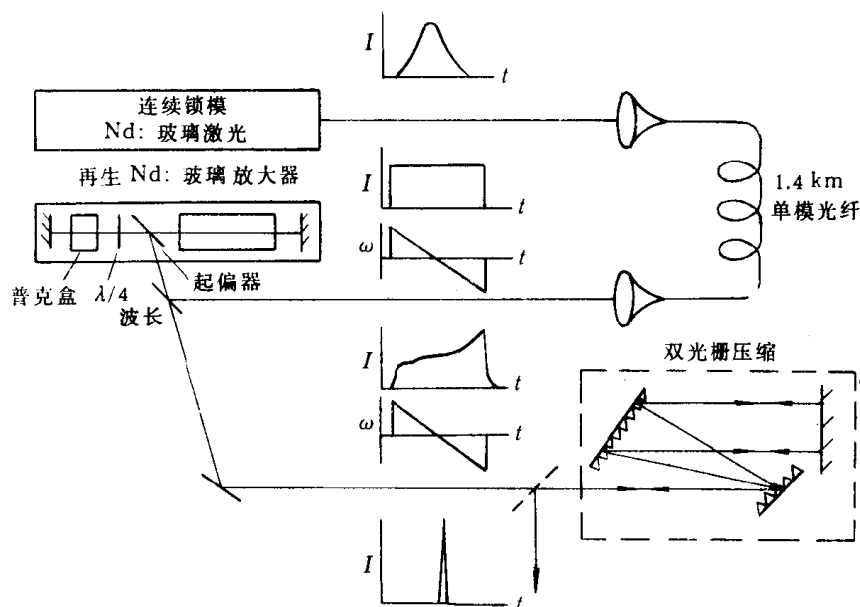 I
t
连续锁模
Nd: 玻璃激光
再生 Nd: 玻璃放大器
I
1.4 km
单模光纤
ω
t
普克盒
λ/4
波长
起偏器
I
t
双光栅压缩
ω
t
I
t